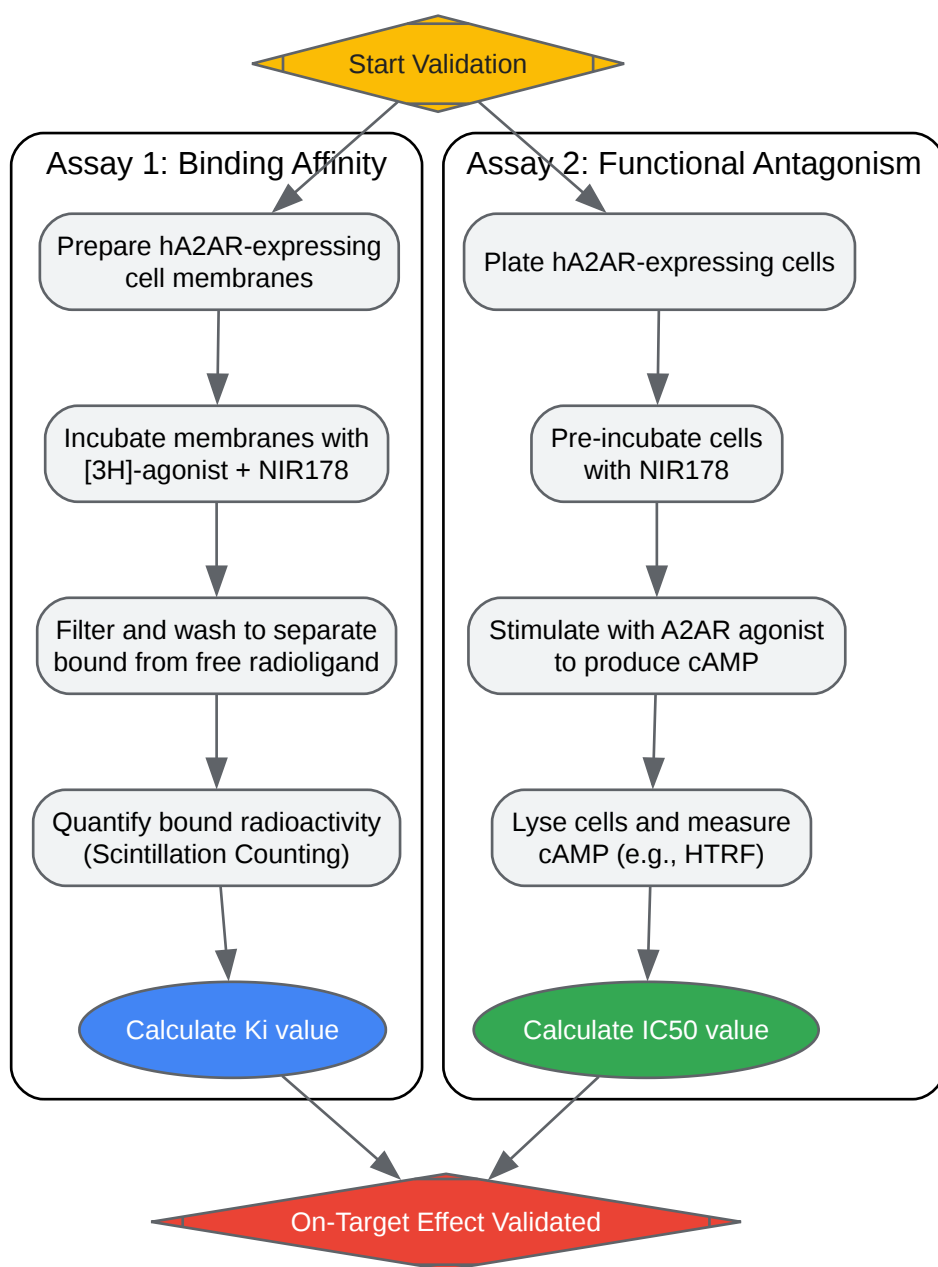 Start Validation
Assay 1: Binding Affinity
Prepare hA2AR-expressing
cell membranes
Incubate membranes with
[3H]-agonist + NIR178
Filter and wash to separate
bound from free radioligand
Quantify bound radioactivity
(Scintillation Counting)
Calculate Ki value
Assay 2: Functional Antagonism
Plate hA2AR-expressing cells
Pre-incubate cells
with NIR178
Stimulate with A2AR agonist
to produce cAMP
Lyse cells and measure
cAMP (e.g., HTRF)
Calculate IC50 value
On-Target Effect Validated